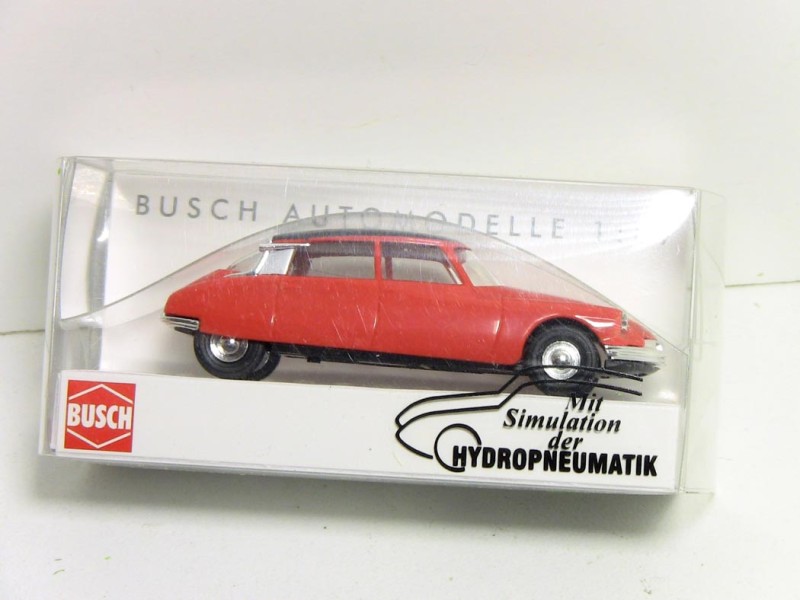 BUSCH AUTOMODELLE 1:
BUSCH
Mit
Simulation
der
HYDROPNEUMATIK